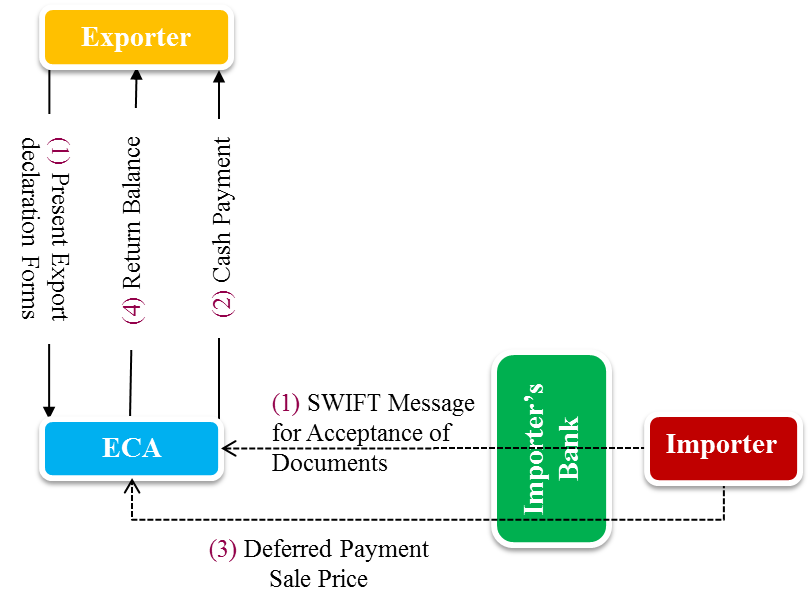 Exporter
(1) Present Export
declaration Forms
(4) Return Balance
(2) Cash Payment
(1) SWIFT Message
for Acceptance of
Documents
Importer's
Bank
Importer
ECA
(3) Deferred Payment
Sale Price